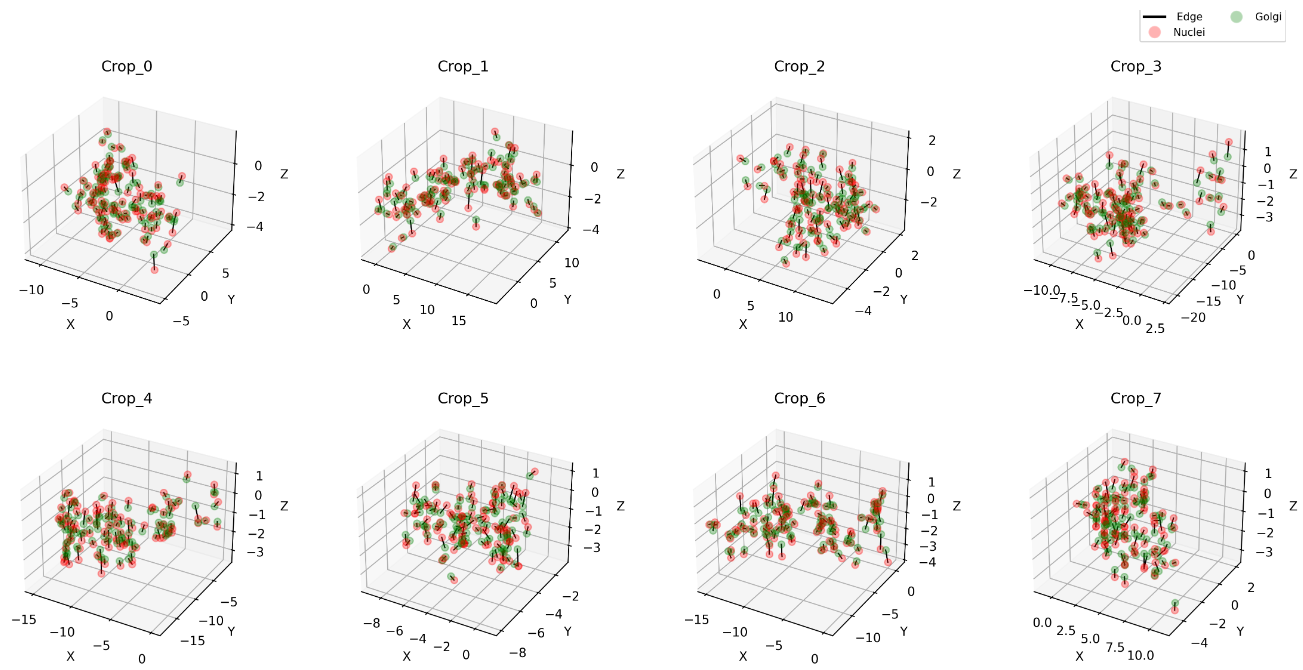 Edge Golgi
Nuclei
Crop_0 Crop_1 Crop_2 Crop_3
0 −2 −4 Z
−10 −5 0 X
−5 0 5 Y
0 −2 −4 Z
0 5 10 15 X
0 5 10 Y
2 0 −2 Z
0 5 10 X
−4 −2 0 2 Y
1 0 −1 −2 −3 Z
−10.0 −7.5 −5.0 −2.5 0.0 2.5 X
−20 −15 −10 −5 0 Y
Crop_4 Crop_5 Crop_6 Crop_7
1 0 −1 −2 −3 Z
−15 −10 −5 0 X
−15 −10 −5 Y
1 0 −1 −2 −3 Z
−8 −6 −4 −2 0 X
−8 −6 −4 −2 Y
1 0 −1 −2 −3 −4 Z
−15 −10 −5 0 X
−10 −5 0 Y
1 0 −1 −2 −3 Z
0.0 2.5 5.0 7.5 10.0 X
−4 −2 0 2 Y